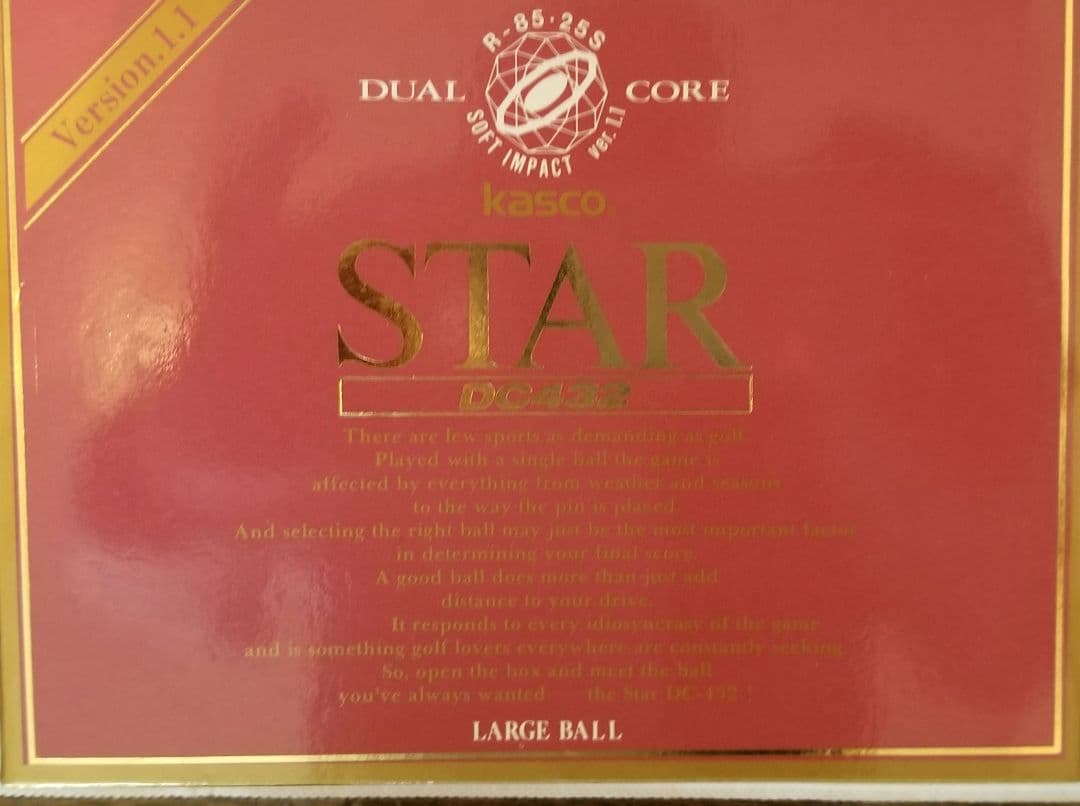 Version.1.1
R-85·25S
DUAL CORE
SOFT IMPACT ver. 1.1
kasco.
STAR
DC432
There are few sports as demanding as golf.
Played with a single ball the game is
affected by everything from weather and seasons
to the way the pin is placed.
And selecting the right ball may just be the most important factor
in determining your final score.
A good ball does more than just add
distance to your drive.
It responds to every idiosyncrasy of the game
and is something golf lovers everywhere are constantly seeking.
So, open the box and meet the ball
you've always wanted the Star DC-432 !
LARGE BALL